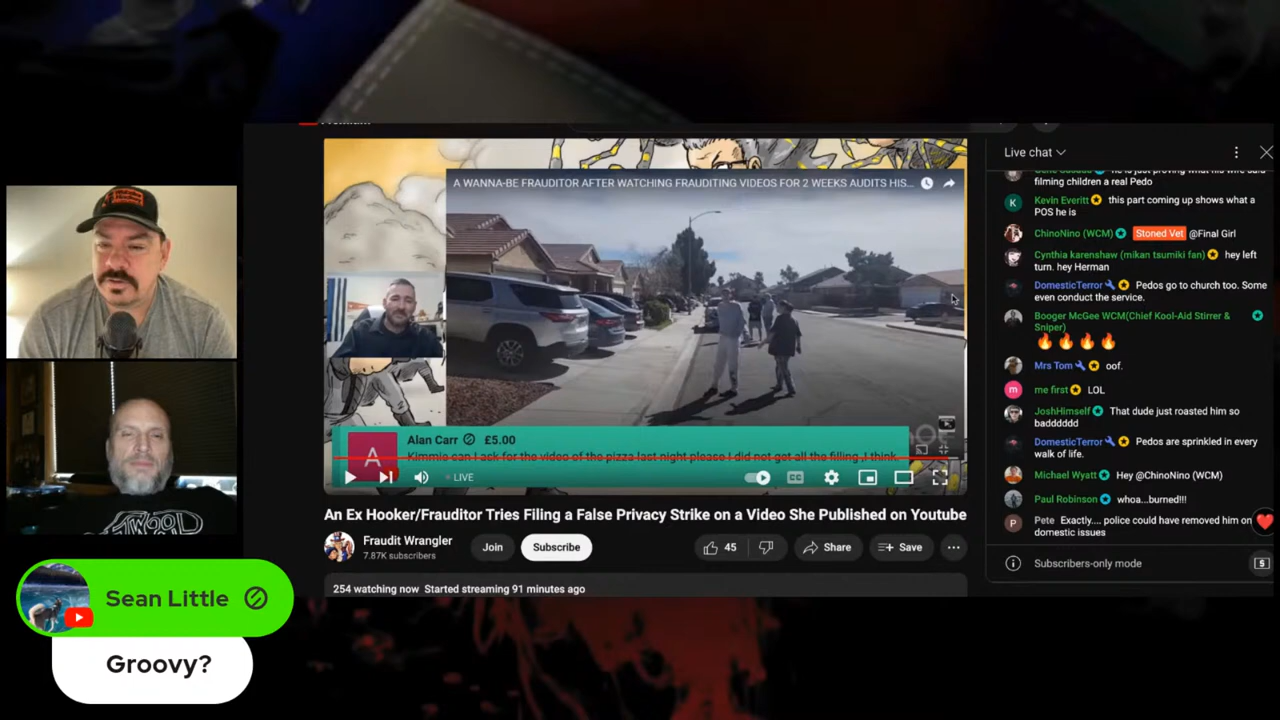 A WANNA-BE FRAUDITOR AFTER WATCHING FRAUDITING VIDEOS FOR 2 WEEKS AUDITS HIS...
Alan Carr £5.00
Kimmie can I ask for the video of the pizza last night please I did not get all the filling ,I think
LIVE
An Ex Hooker/Frauditor Tries Filing a False Privacy Strike on a Video She Published on Youtube
Fraudit Wrangler
7.87K subscribers
Join
Subscribe
45
Share
Save
254 watching now Started streaming 91 minutes ago
Live chat
filming children a real Pedo
Kevin Everitt this part coming up shows what a
POS he is
ChinoNino (WCM) Stoned Vet @Final Girl
Cynthia karenshaw (mikan tsumiki fan) hey left
turn. hey Herman
DomesticTerror Pedos go to church too. Some
even conduct the service.
Booger McGee WCM(Chief Kool-Aid Stirrer &
Sniper)
🔥🔥🔥🔥
Mrs Tom oof.
me first LOL
JoshHimself That dude just roasted him so
badddddd
DomesticTerror Pedos are sprinkled in every
walk of life.
Michael Wyatt Hey @ChinoNino (WCM)
Paul Robinson whoa...burned!!!
Pete Exactly.... police could have removed him on
domestic issues
Subscribers-only mode
Sean Little
Groovy?